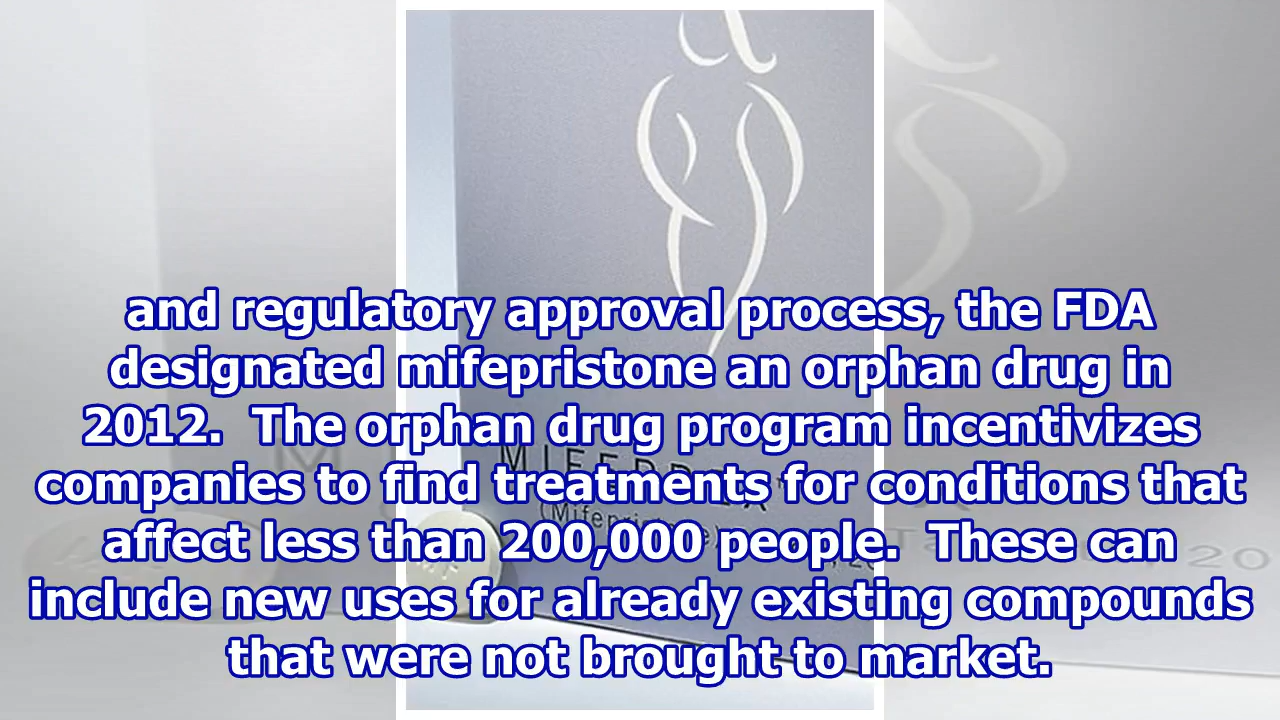 and regulatory approval process, the FDA
designated mifepristone an orphan drug in
2012.  The orphan drug program incentivizes
companies to find treatments for conditions that
affect less than 200,000 people.  These can
include new uses for already existing compounds
that were not brought to market.